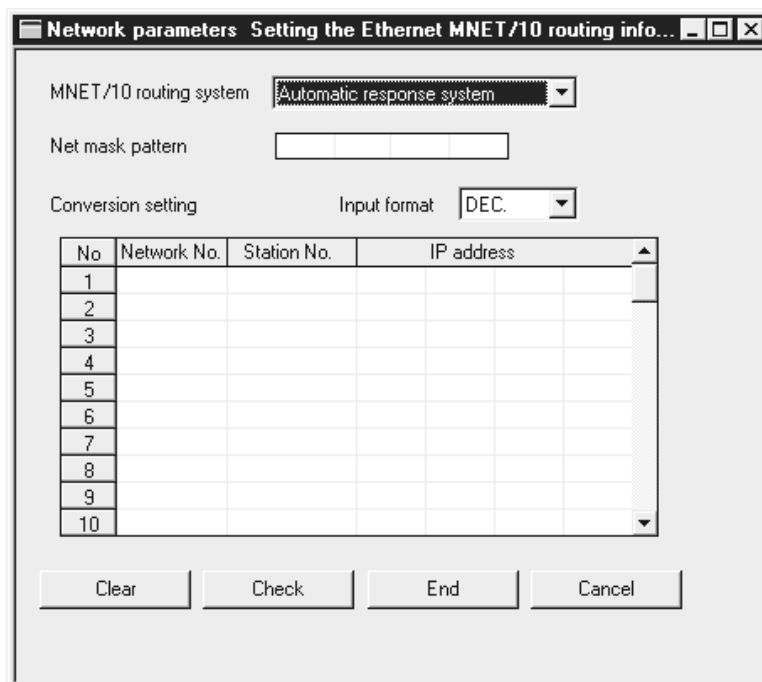 Network parameters Setting the Ethernet MNET/10 routing info...
MNET/10 routing system Automatic response system
Net mask pattern
Conversion setting Input format DEC.
No Network No. Station No. IP address
1
2
3
4
5
6
7
8
9
10
Clear Check End Cancel